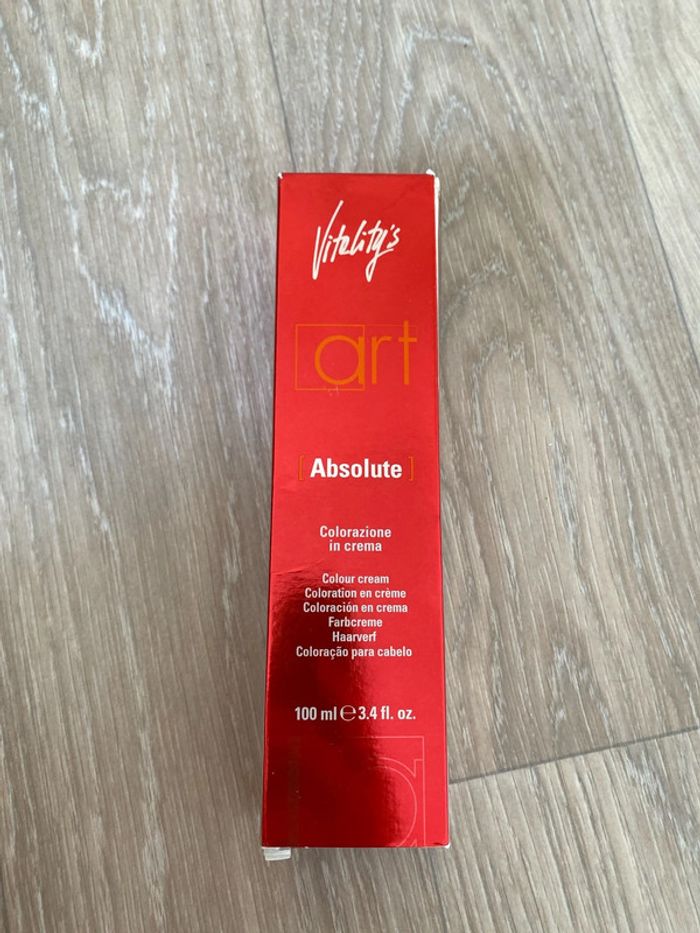 Vitality's
art
[ Absolute ]
Colorazione
in crema
Colour cream
Coloration en crème
Coloración en crema
Farbcreme
Haarverf
Coloração para cabelo
100 ml ℮ 3.4 fl. oz.
a